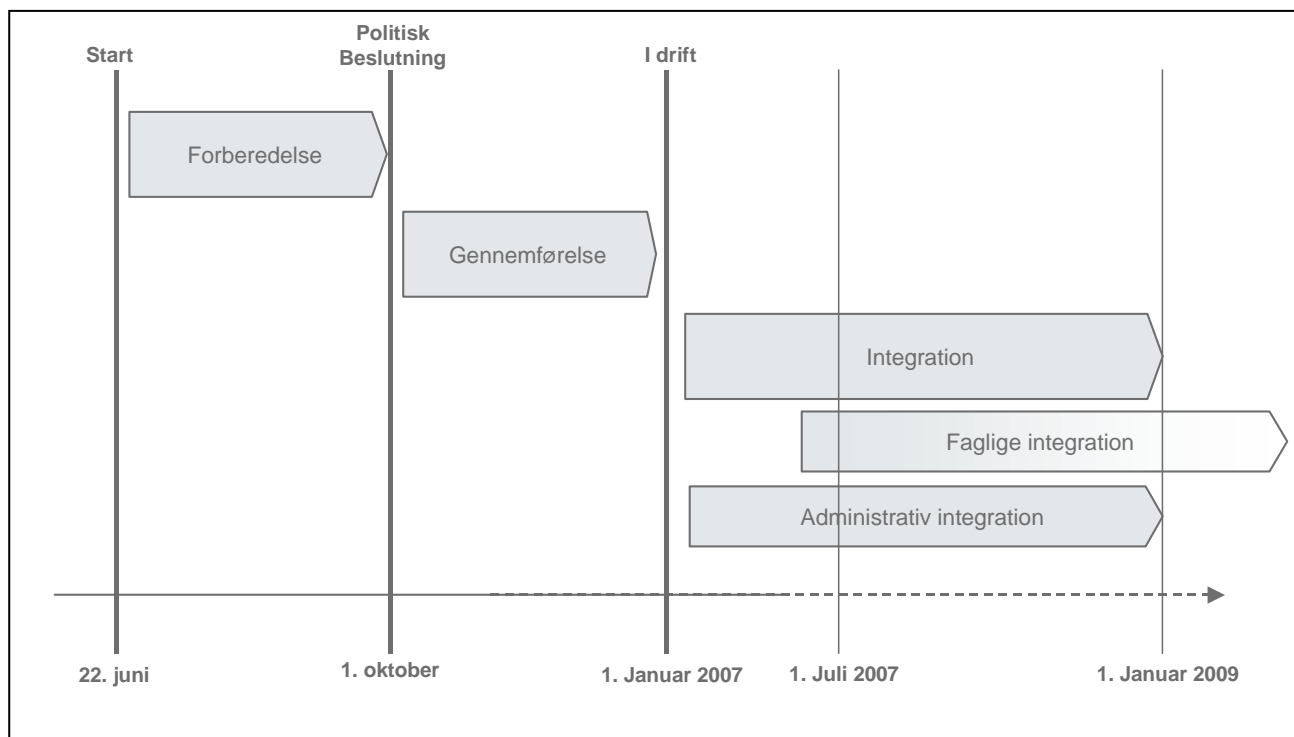 Start
Politisk
Beslutning
I drift
Forberedelse
Gennemførelse
Integration
Faglige integration
Administrativ integration
22. juni
1. oktober
1. Januar 2007
1. Juli 2007
1. Januar 2009